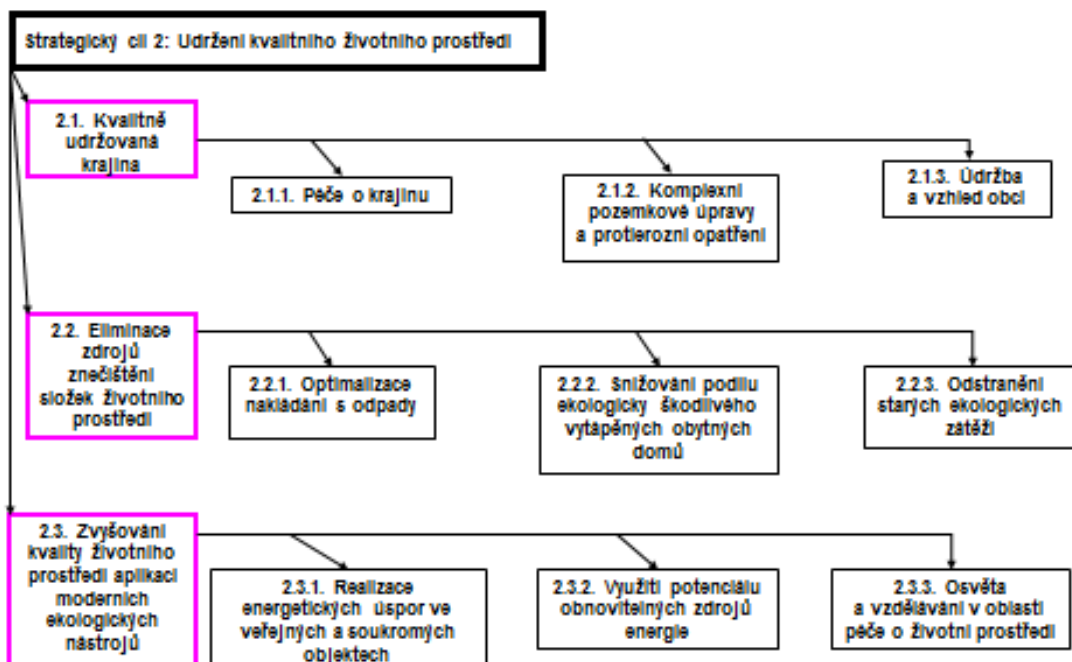 Strategický cíl 2: Udržení kvalitního životního prostředí
2.1. Kvalitně
udržovaná
krajina
2.1.1. Péče o krajinu
2.1.2. Komplexní
pozemkové úpravy
a protierozní opatření
2.1.3. Údržba
a vzhled obcí
2.2. Eliminace
zdrojů
znečištění
složek životního
prostředí
2.2.1. Optimalizace
nakládání s odpady
2.2.2. Snižování podílu
ekologicky škodlivého
vytápěných obytných
domů
2.2.3. Odstranění
starých ekologických
zátěží
2.3. Zvyšování
kvality životního
prostředí aplikací
moderních
ekologických
nástrojů
2.3.1. Realizace
energetických úspor ve
veřejných a soukromých
objektech
2.3.2. Využití potenciálu
obnovitelných zdrojů
energie
2.3.3. Osvěta
a vzdělávání v oblasti
péče o životní prostředí